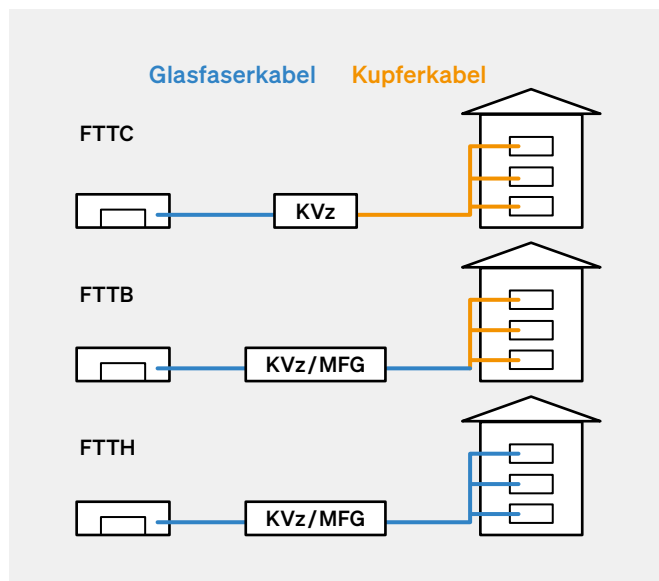 Glasfaserkabel Kupferkabel
FTTC
KVz
FTTB
KVz/MFG
FTTH
KVz/MFG